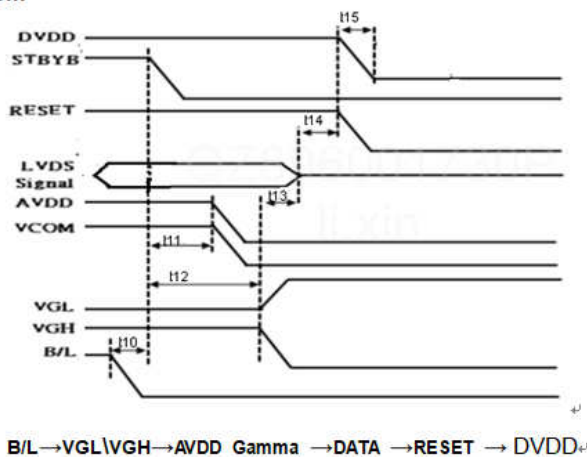 t15
DVDD
STBYB
RESET
t14
LVDS
Signal
t13
AVDD
VCOM
t11
t12
VGL
VGH
t10
B/L
B/L→VGL\VGH→AVDD Gamma →DATA →RESET → DVDD